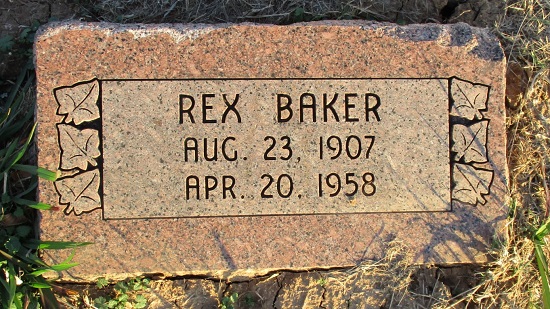 REX BAKER
AUG. 23, 1907
APR. 20, 1958